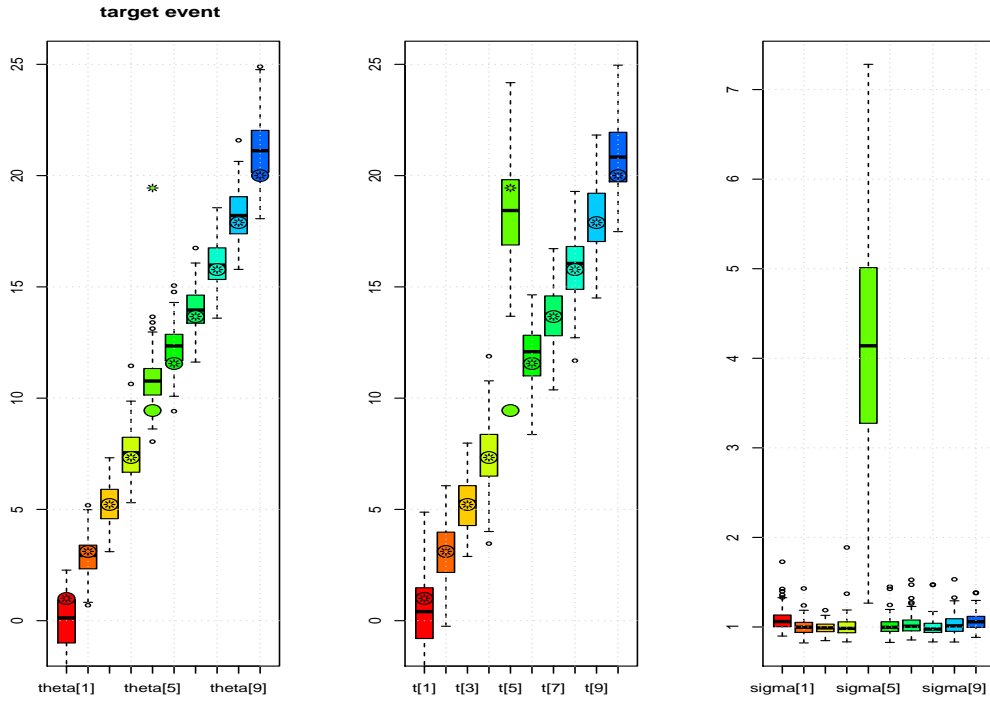 target event
25
20
15
10
5
0
theta[1]
theta[5]
theta[9]
25
20
15
10
5
0
t[1]
t[3]
t[5]
t[7]
t[9]
7
6
5
4
3
2
1
sigma[1]
sigma[5]
sigma[9]